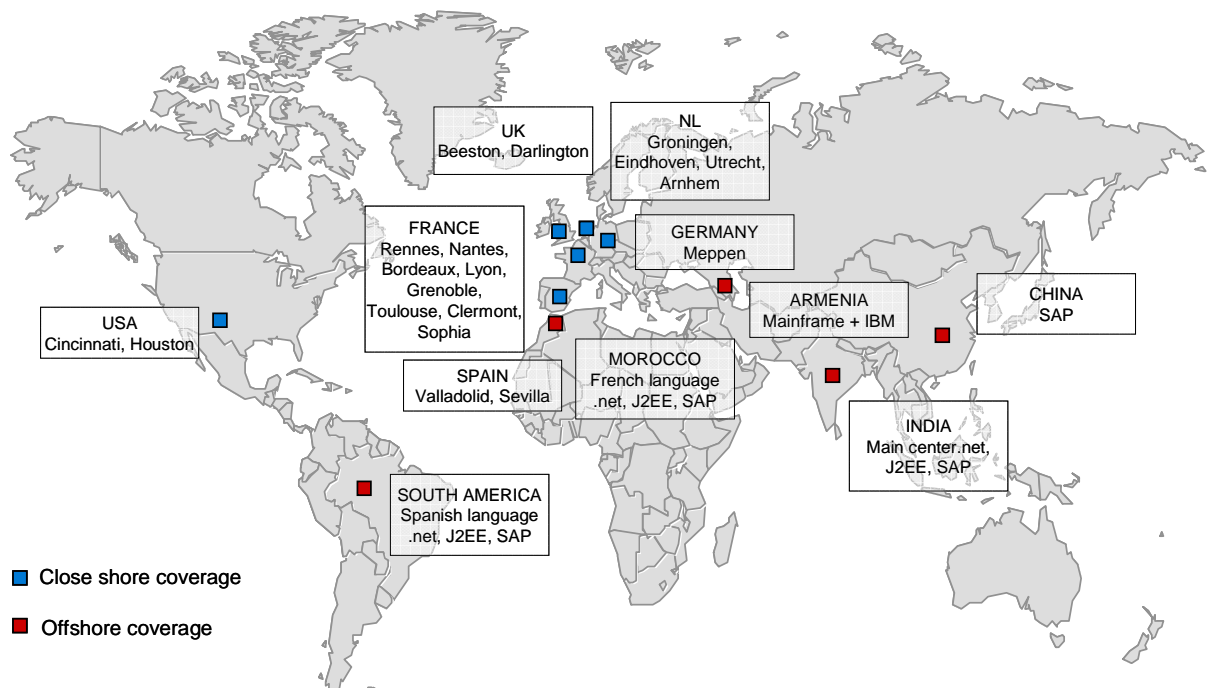 UK
Beeston, Darlington
NL
Groningen,
Eindhoven, Utrecht,
Arnhem
FRANCE
Rennes, Nantes,
Bordeaux, Lyon,
Grenoble,
Toulouse, Clermont,
Sophia
GERMANY
Meppen
ARMENIA
Mainframe + IBM
CHINA
SAP
USA
Cincinnati, Houston
SPAIN
Valladolid, Sevilla
MOROCCO
French language
.net, J2EE, SAP
INDIA
Main center.net,
J2EE, SAP
SOUTH AMERICA
Spanish language
.net, J2EE, SAP
Close shore coverage
Offshore coverage